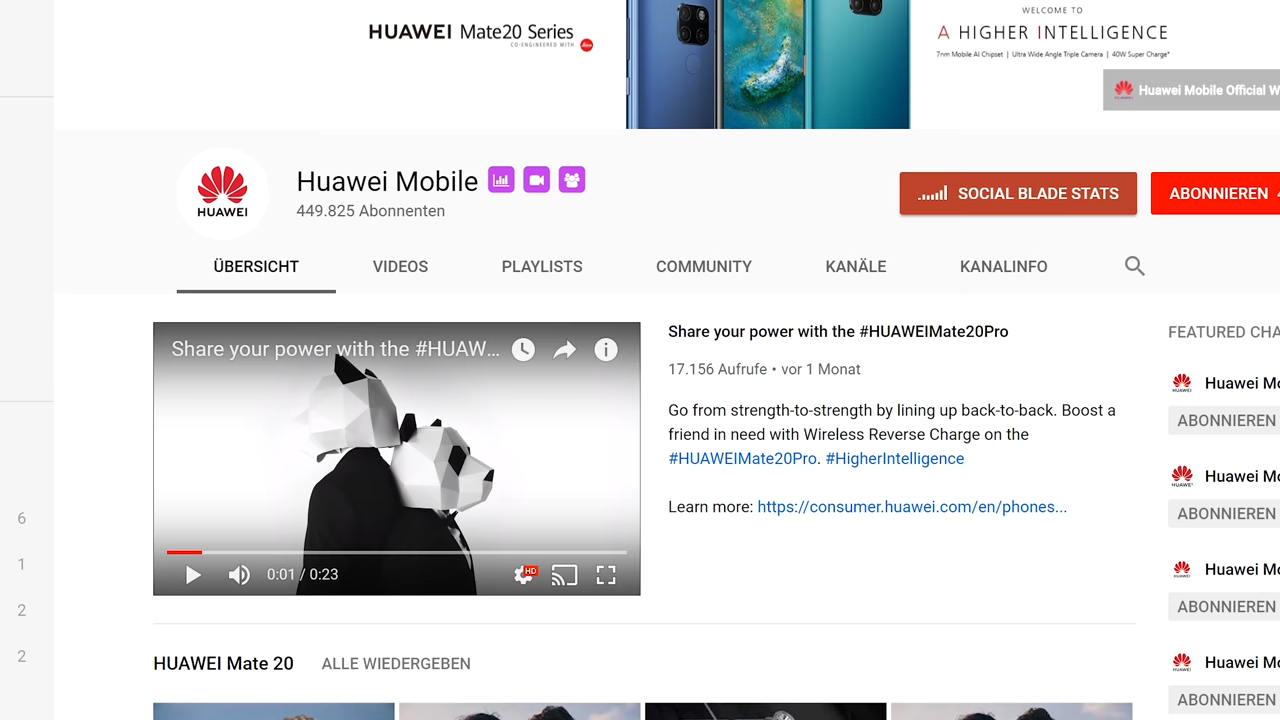 HUAWEI Mate20 Series
CO-ENGINEERED WITH
WELCOME TO
A HIGHER INTELLIGENCE
7nm Mobile AI Chipset | Ultra Wide Angle Triple Camera | 40W Super Charge*
Huawei Mobile Official W
HUAWEI
Huawei Mobile
449.825 Abonnenten
SOCIAL BLADE STATS
ABONNIEREN
ÜBERSICHT
VIDEOS
PLAYLISTS
COMMUNITY
KANÄLE
KANALINFO
Share your power with the #HUAW...
0:01 / 0:23
HD
Share your power with the #HUAWEIMate20Pro
17.156 Aufrufe • vor 1 Monat
Go from strength-to-strength by lining up back-to-back. Boost a
friend in need with Wireless Reverse Charge on the
#HUAWEIMate20Pro. #HigherIntelligence
Learn more: https://consumer.huawei.com/en/phones...
FEATURED CHA
Huawei Mo
ABONNIEREN
Huawei Mo
ABONNIEREN
Huawei Mo
ABONNIEREN
Huawei Mo
ABONNIEREN
6
1
2
2
HUAWEI Mate 20
ALLE WIEDERGEBEN